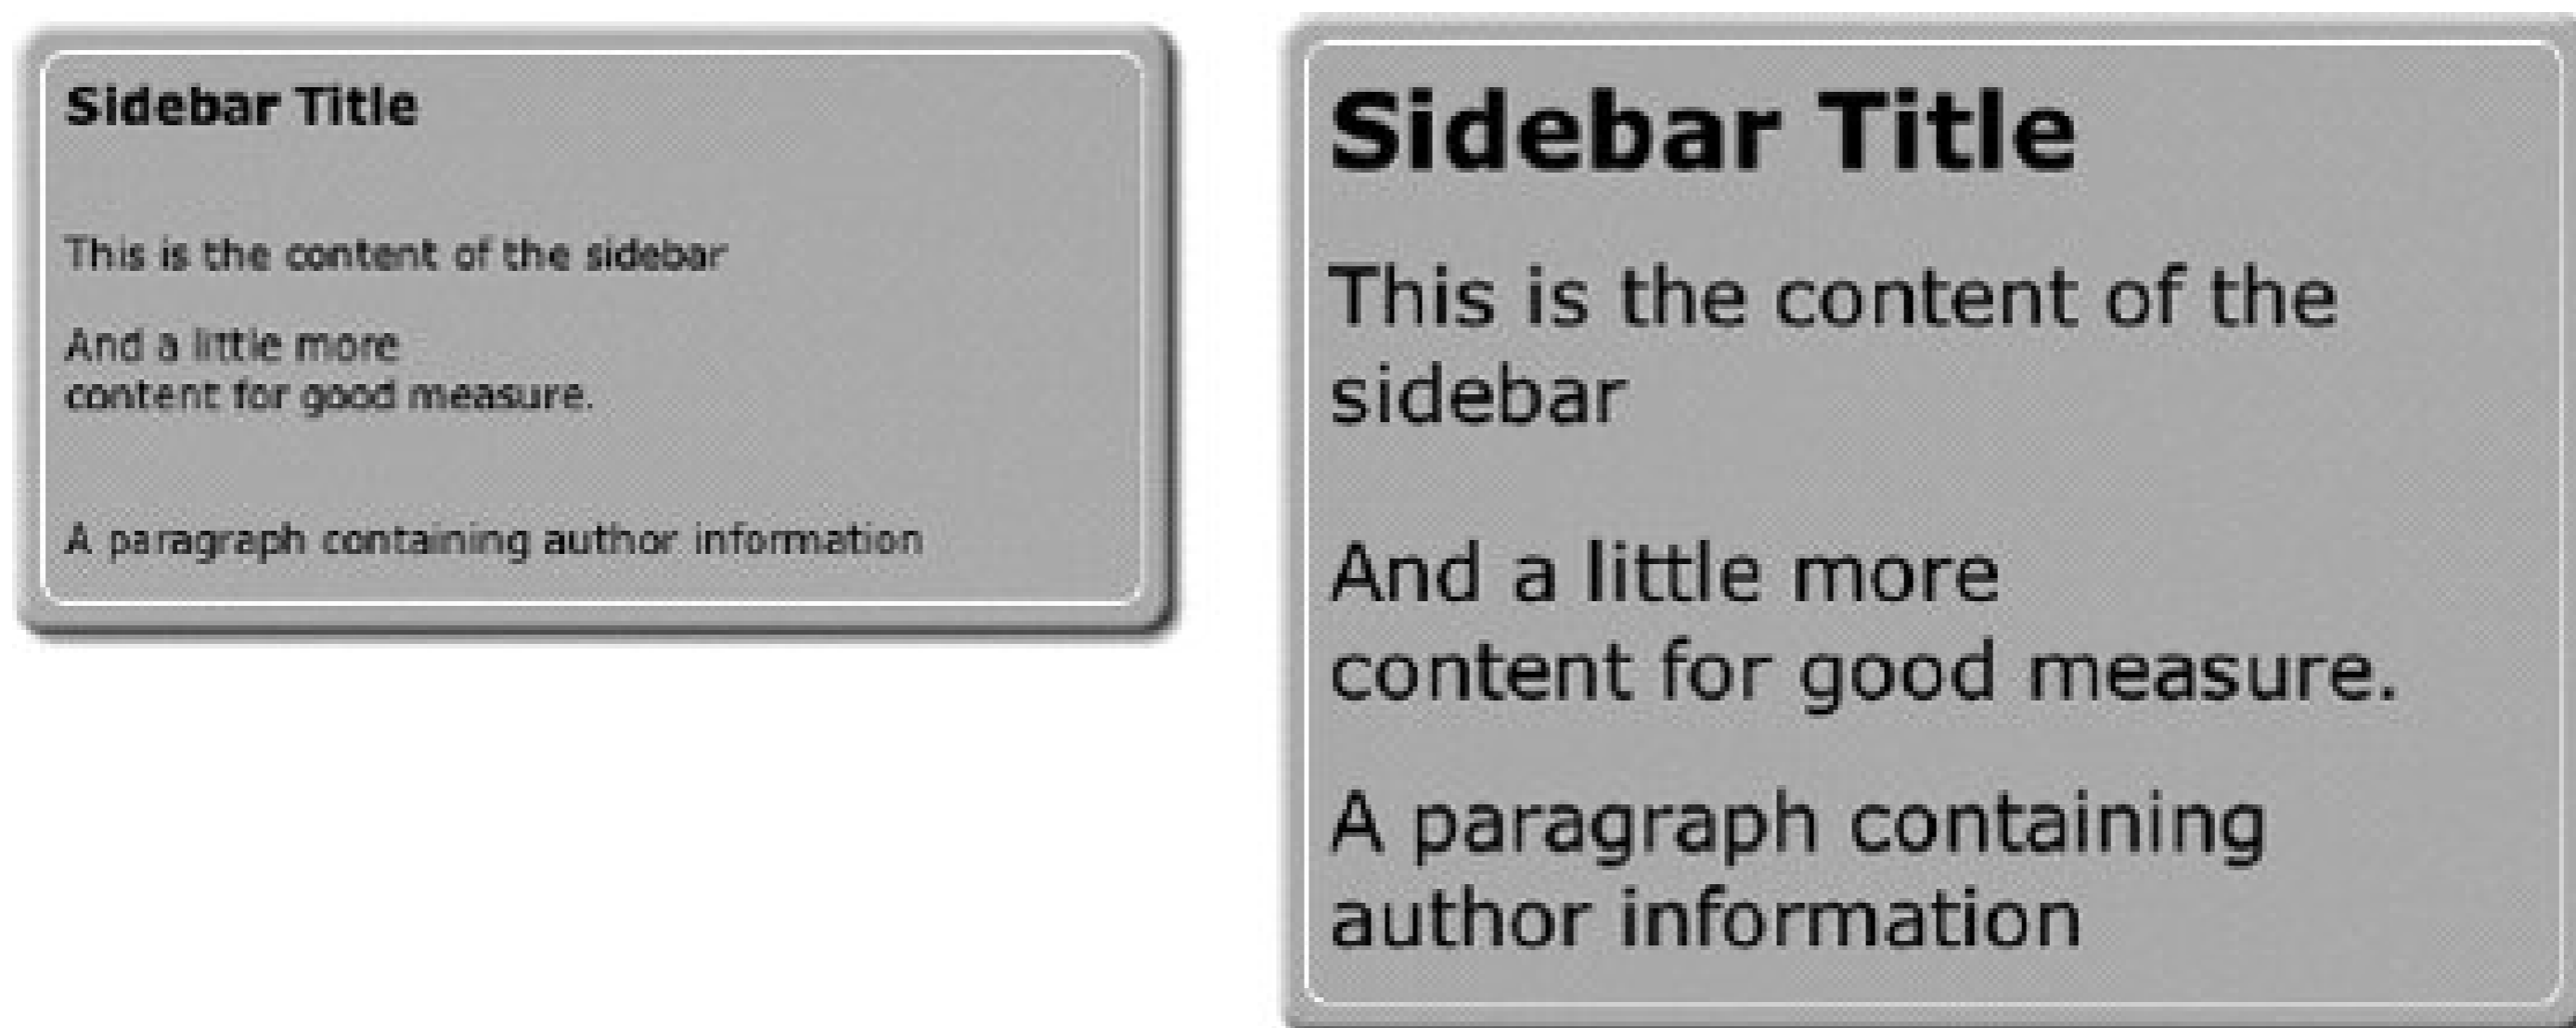 Sidebar Title
This is the content of the sidebar
And a little more
content for good measure.
A paragraph containing author information
Sidebar Title
This is the content of the
sidebar
And a little more
content for good measure.
A paragraph containing
author information